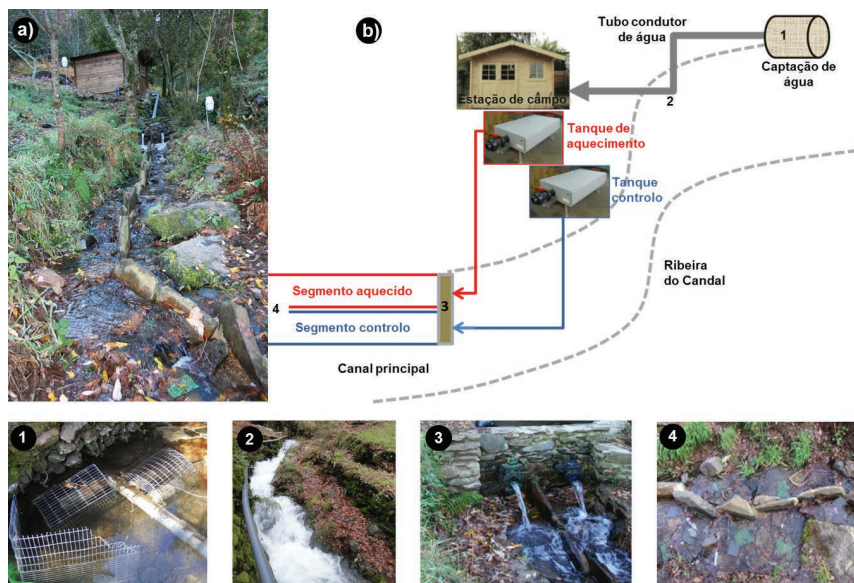 a)
b)
Tubo condutor
de água
1
Captação de
água
Estação de campo
2
Tanque de
aquecimento
Tanque
controlo
Ribeira
do Candal
Segmento aquecido
4
3
Segmento controlo
Canal principal
1
2
3
4